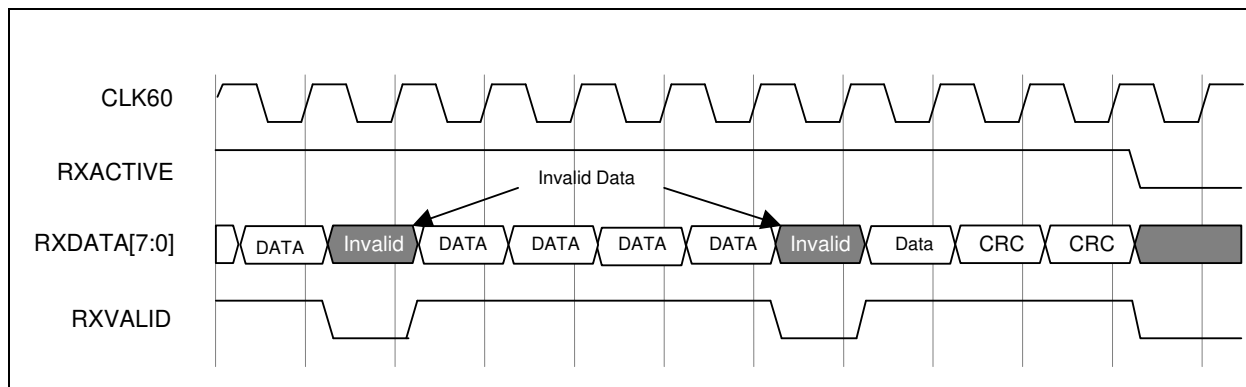 CLK60
RXACTIVE
Invalid Data
RXDATA[7:0] DATA Invalid DATA DATA DATA DATA Invalid Data CRC CRC
RXVALID